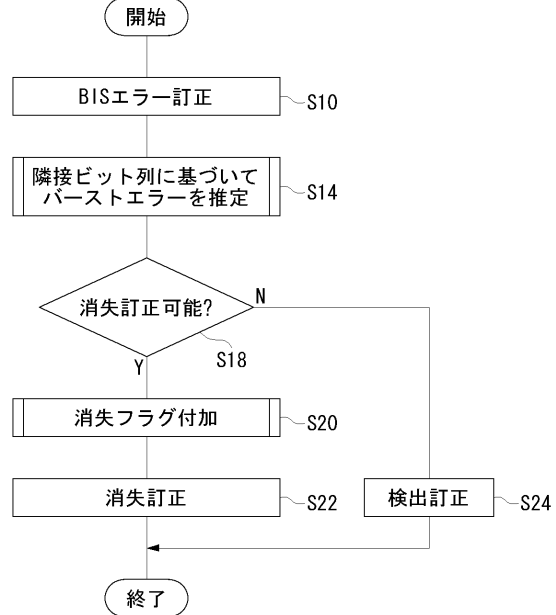 開始
BISエラー訂正
S10
隣接ビット列に基づいて
バーストエラーを推定
S14
消失訂正可能?
N
S18
Y
消失フラグ付加
S20
消失訂正
S22
検出訂正
S24
終了